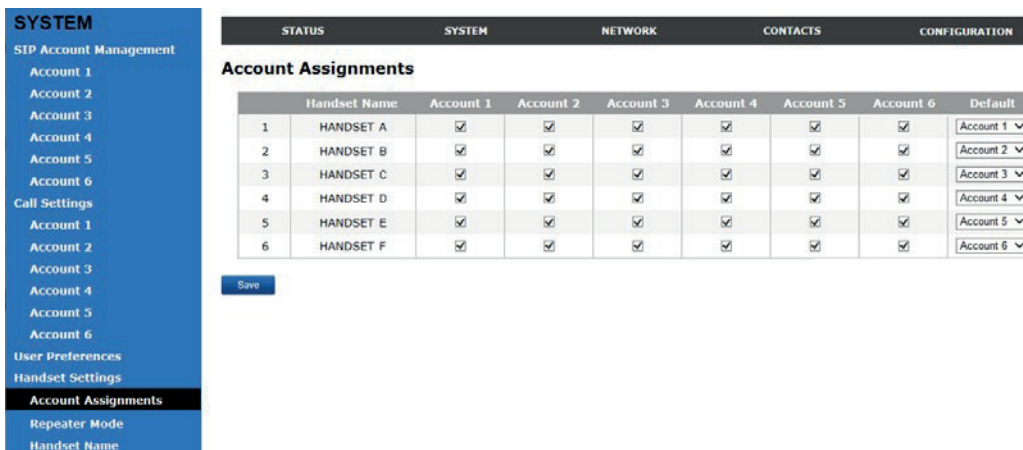 SYSTEM
SIP Account Management
Account 1
Account 2
Account 3
Account 4
Account 5
Account 6
Call Settings
Account 1
Account 2
Account 3
Account 4
Account 5
Account 6
User Preferences
Handset Settings
Account Assignments
Repeater Mode
Handset Name
STATUS SYSTEM NETWORK CONTACTS CONFIGURATION
Account Assignments
Handset Name Account 1 Account 2 Account 3 Account 4 Account 5 Account 6 Default
1 HANDSET A Account 1
2 HANDSET B Account 2
3 HANDSET C Account 3
4 HANDSET D Account 4
5 HANDSET E Account 5
6 HANDSET F Account 6
Save